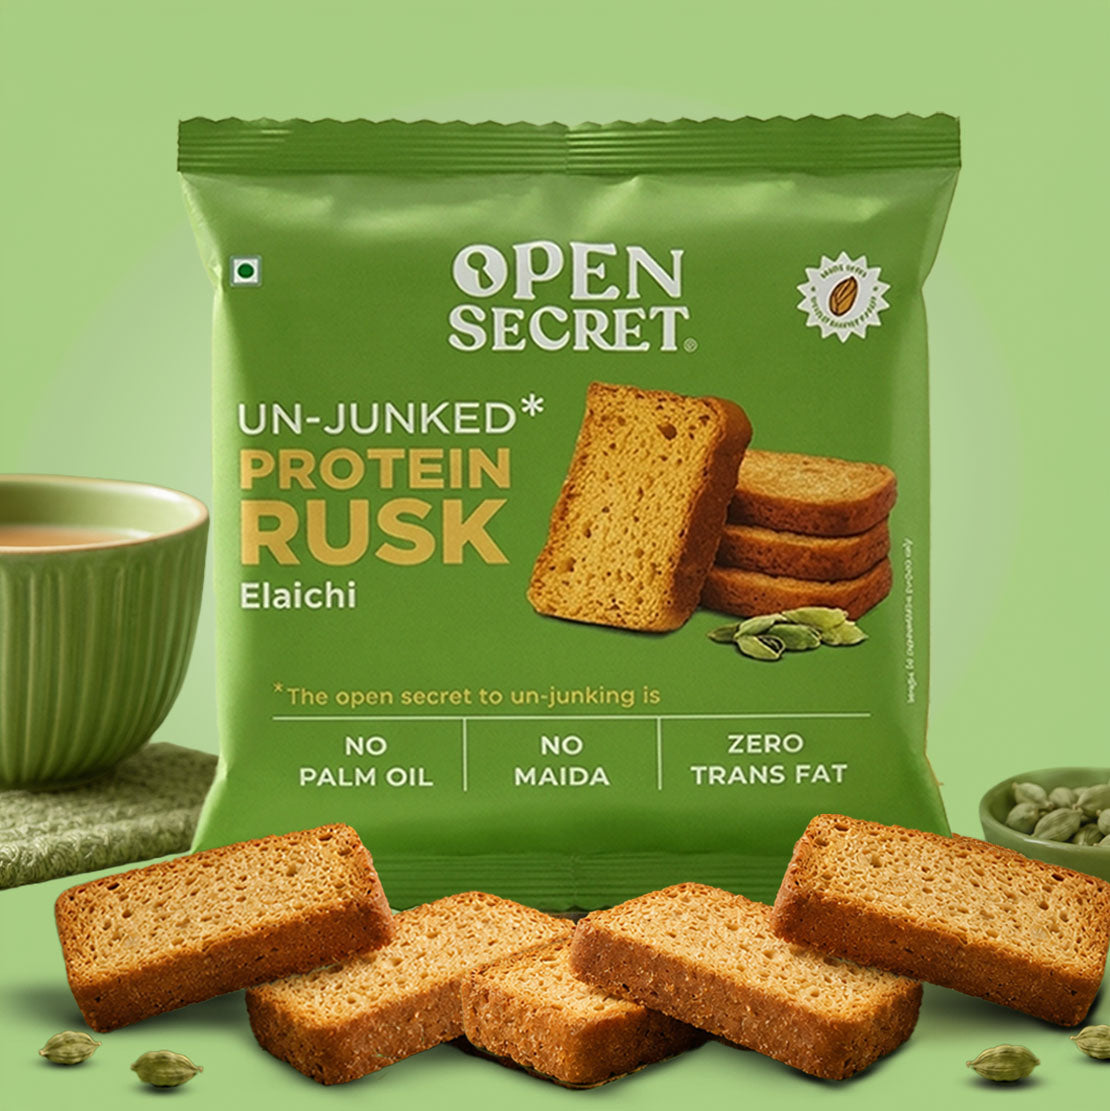 OPEN
SECRET®
UN-JUNKED*
PROTEIN
RUSK
Elaichi
*The open secret to un-junking is
NO
PALM OIL
NO
MAIDA
ZERO
TRANS FAT